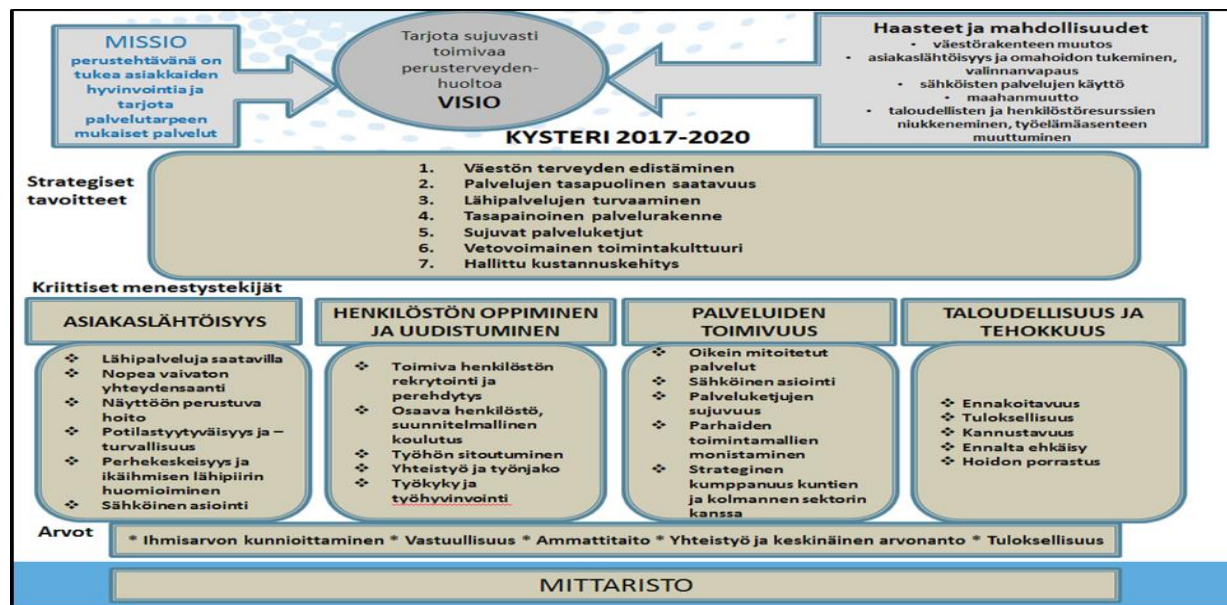 MISSIO
perustehtävänä on
tukea asiakkaiden
hyvinvointia ja
tarjota
palvelutarpeen
mukaiset palvelut
Tarjota sujuvasti
toimivaa
perusterveyden-
huoltoa
VISIO
Haasteet ja mahdollisuudet
• väestörakenteen muutos
• asiakaslähtöisyys ja omahoidon tukeminen,
valinnanvapaus
• sähköisten palvelujen käyttö
• maahanmuutto
• taloudellisten ja henkilöstöresurssien
niukkeneminen, työelämäasenteen
muuttuminen
KYSTERI 2017-2020
Strategiset
tavoitteet
1. Väestön terveyden edistäminen
2. Palvelujen tasapuolinen saatavuus
3. Lähipalvelujen turvaaminen
4. Tasapainoinen palvelurakenne
5. Sujuvat palveluketjut
6. Vetovoimainen toimintakulttuuri
7. Hallittu kustannuskehitys
Kriittiset menestystekijät
ASIAKASLÄHTÖISYYS
❖ Lähipalveluja saatavilla
❖ Nopea vaivaton
yhteydensaanti
❖ Näyttöön perustuva
hoito
❖ Potilastyytyväisyys ja –
turvallisuus
❖ Perhekeskeisyys ja
ikäihmisen lähipiirin
huomioiminen
❖ Sähköinen asiointi
HENKILÖSTÖN OPPIMINEN
JA UUDISTUMINEN
❖ Toimiva henkilöstön
rekrytointi ja
perehdytys
❖ Osaava henkilöstö,
suunnitelmallinen
koulutus
❖ Työhön sitoutuminen
❖ Yhteistyö ja työnjako
❖ Työkyky ja
työhyvinvointi
PALVELUIDEN
TOIMIVUUS
❖ Oikein mitoitetut
palvelut
❖ Sähköinen asiointi
❖ Palveluketjujen
sujuvuus
❖ Parhaiden
toimintamallien
monistaminen
❖ Strateginen
kumppanuus kuntien
ja kolmannen sektorin
kanssa
TALOUDELLISUUS JA
TEHOKKUUS
❖ Ennakoitavuus
❖ Tuloksellisuus
❖ Kannustavuus
❖ Ennalta ehkäisy
❖ Hoidon porrastus
Arvot
* Ihmisarvon kunnioittaminen * Vastuullisuus * Ammattitaito * Yhteistyö ja keskinäinen arvonanto * Tuloksellisuus
MITTARISTO